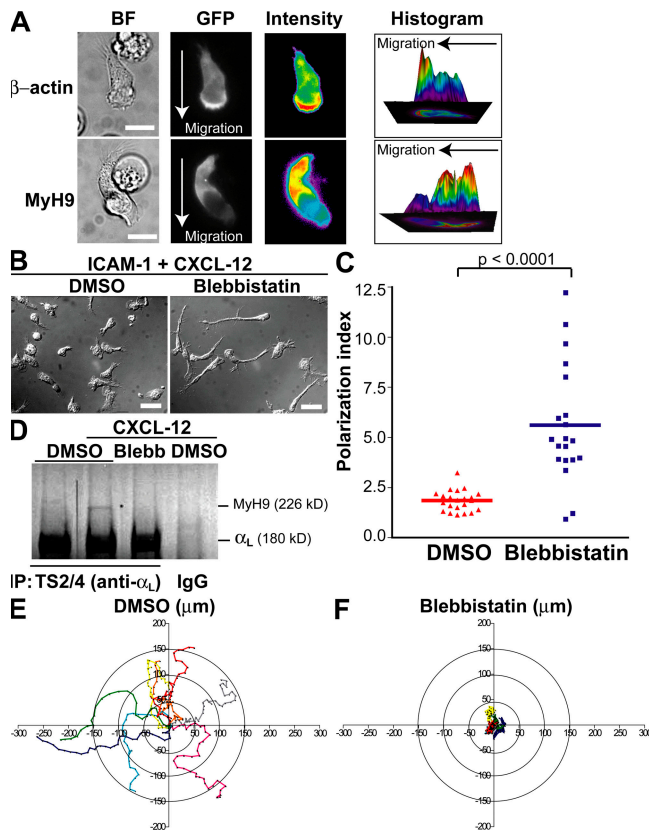 A
BF GFP Intensity Histogram
β–actin
Migration
Migration
MyH9
Migration
Migration
B
ICAM-1 + CXCL-12
DMSO Blebbistatin
C
p < 0.0001
Polarization index
12.5
10.0
7.5
5.0
2.5
0.0
DMSO Blebbistatin
D
CXCL-12
DMSO Blebb DMSO
MyH9 (226 kD)
αL (180 kD)
IP: TS2/4 (anti-αL) IgG
E
DMSO (μm)
200
150
100
50
-300 -250 -200 -150 -100 -50 0 50 100 150 200 250 300
-50
-100
-150
-200
F
Blebbistatin (μm)
200
150
100
50
-300 -250 -200 -150 -100 -50 0 50 100 150 200 250 300
-50
-100
-150
-200